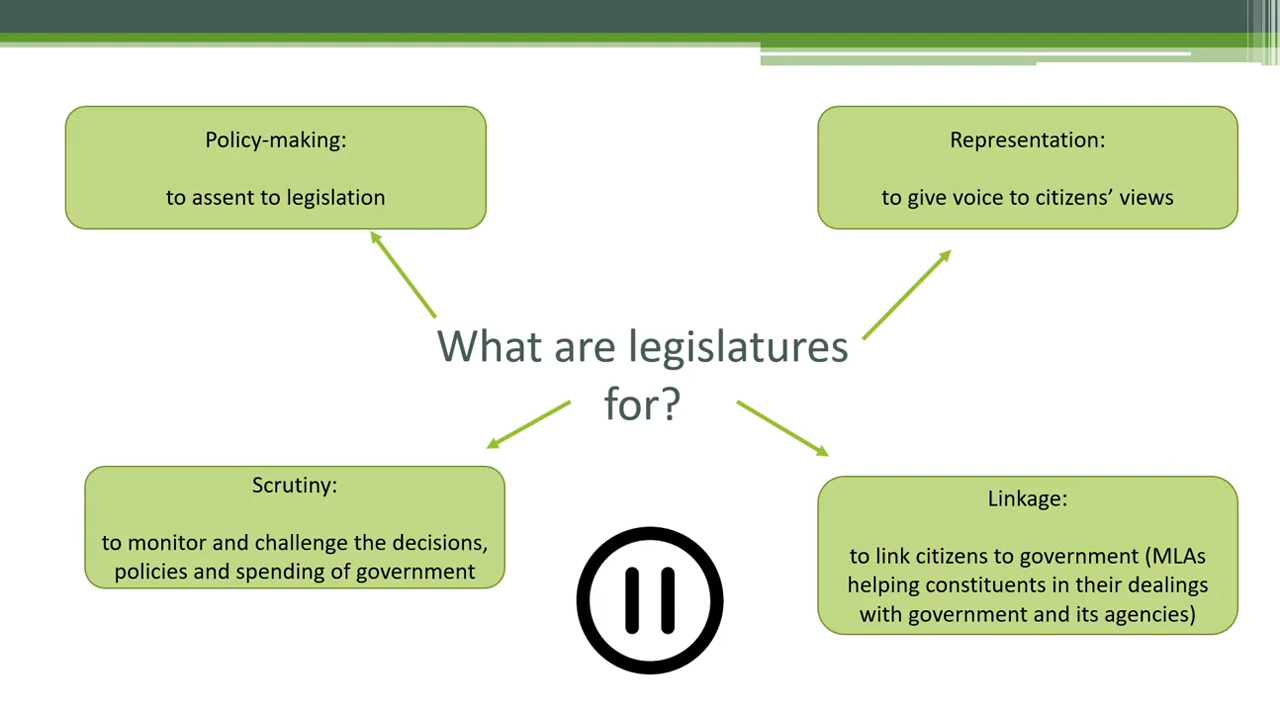 Policy-making:
to assent to legislation
Representation:
to give voice to citizens’ views
What are legislatures
for?
Scrutiny:
to monitor and challenge the decisions,
policies and spending of government
Linkage:
to link citizens to government (MLAs
helping constituents in their dealings
with government and its agencies)